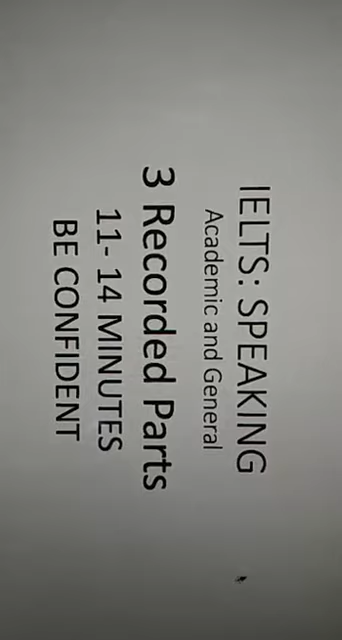 IELTS: SPEAKING
Academic and General
3 Recorded Parts
11- 14 MINUTES
BE CONFIDENT